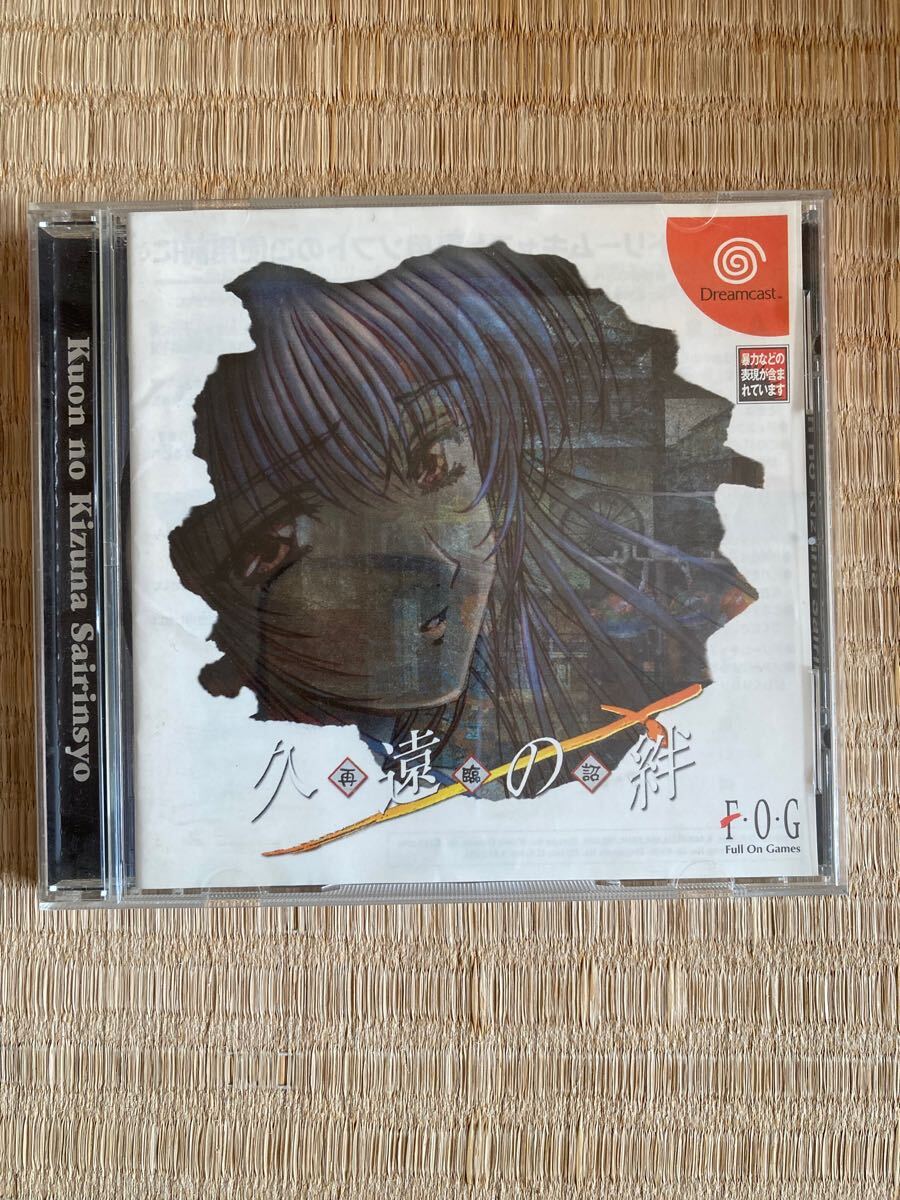 Kuon no Kizuna Sairinsyo
Dreamcast™
暴力などの
表現が含ま
れています
久再遠臨の詔絆
F・O・G
Full On Games